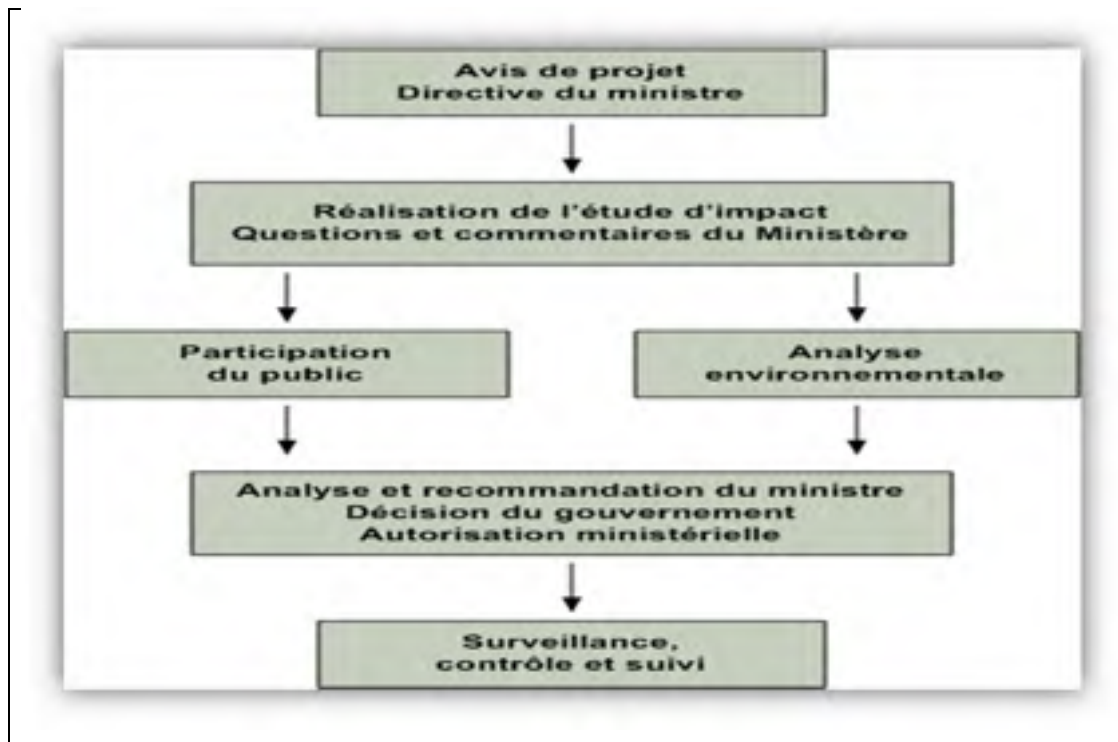 Avis de projet
Directive du ministre
Réalisation de l'étude d'impact
Questions et commentaires du Ministère
Participation
du public
Analyse
environnementale
Analyse et recommandation du ministre
Décision du gouvernement
Autorisation ministérielle
Surveillance,
contrôle et suivi